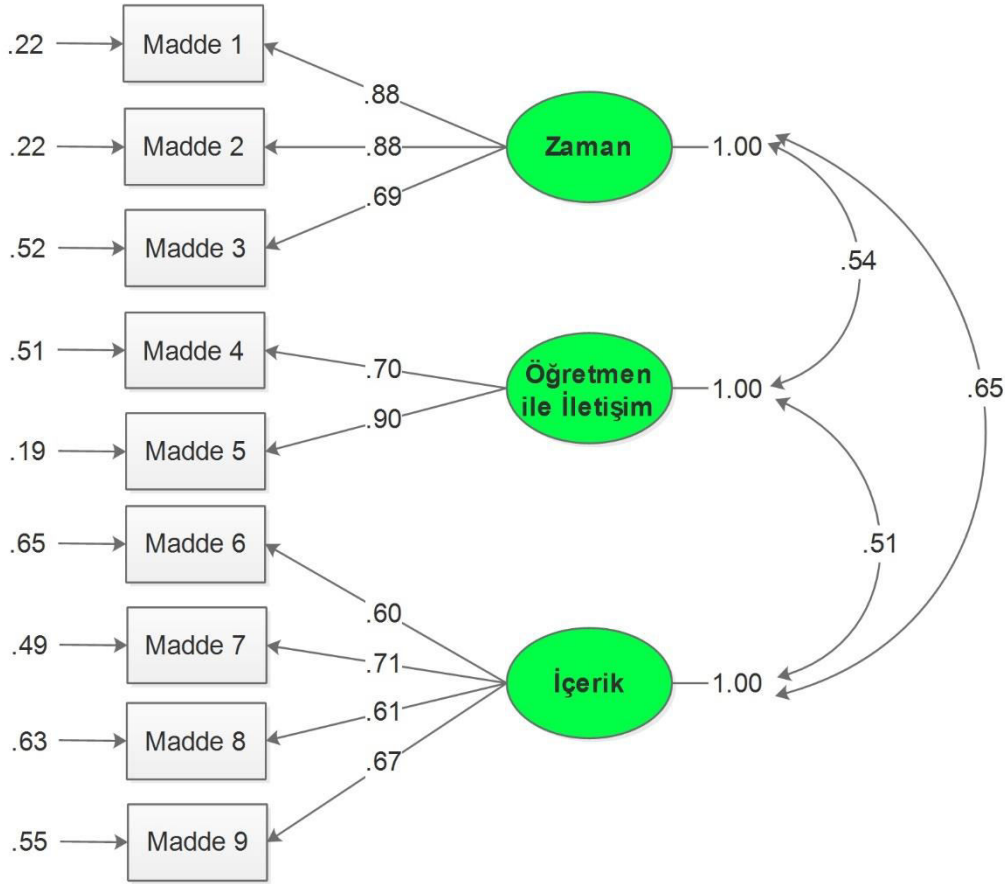 .22
Madde 1
.88
Zaman
1.00
.22
Madde 2
.88
.52
Madde 3
.69
.54
.51
Madde 4
.70
Öğretmen
ile İletişim
1.00
.65
.19
Madde 5
.90
.51
.65
Madde 6
.60
.49
Madde 7
.71
İçerik
1.00
.63
Madde 8
.61
.55
Madde 9
.67